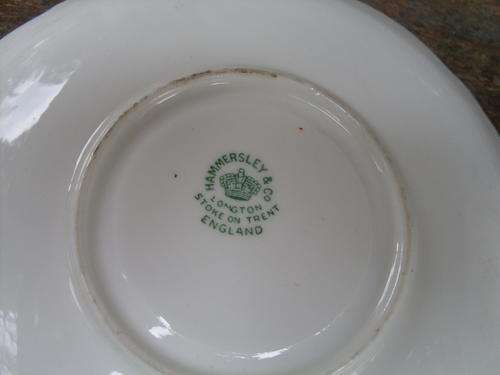 HAMMERSLEY & CO
LONGTON
STOKE ON TRENT
ENGLAND